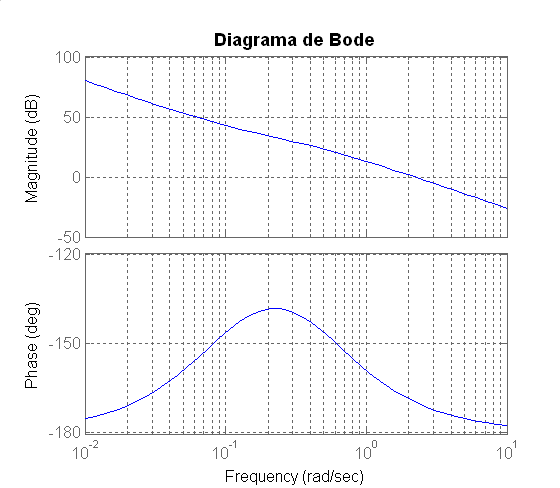 Diagrama de Bode
Magnitude (dB)
100
50
0
-50
Phase (deg)
-120
-150
-180
10^-2
10^-1
10^0
10^1
Frequency (rad/sec)